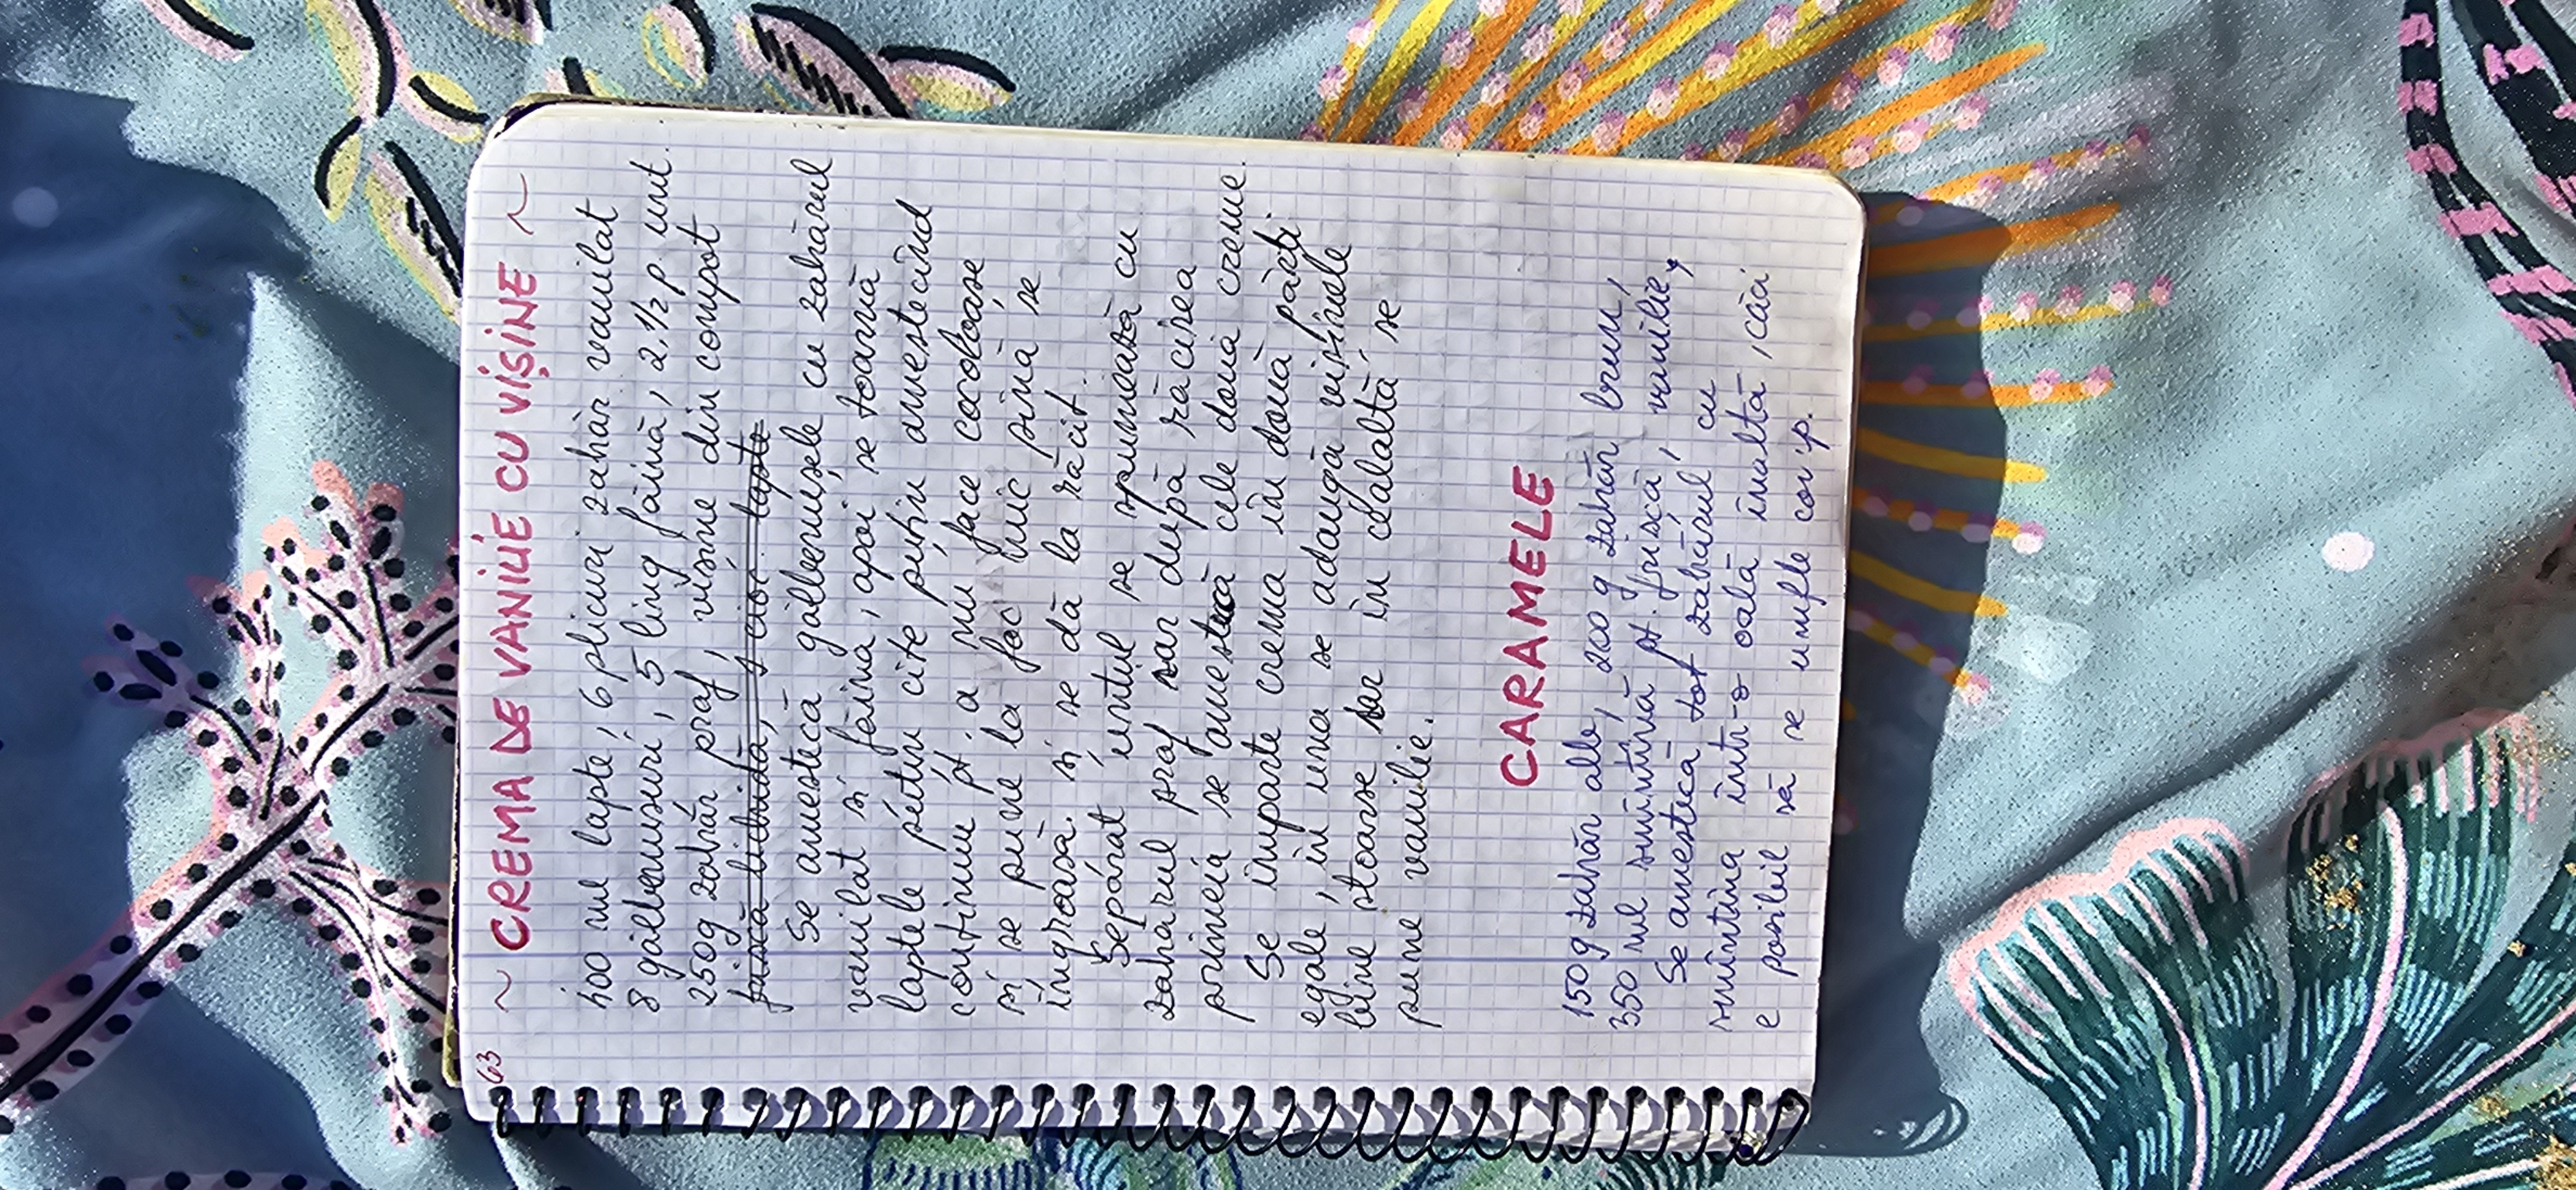 63
~ CREMA DE VANILIE CU VIȘINE ~
400 ml lapte, 6 plicuri zahăr vanilat
8 gălbenușuri, 5 ling făină, 2,1/2 p. unt.
250g zahăr praf, vișine din compot
frișcă lichidă, 1 cioc. lapte
Se amestecă gălbenușele cu zahărul
vanilat și făina, apoi se toarnă
laptele puțin cîte puțin amestecînd
continuu pt. a nu face cocoloașe
și se pune la foc mic pînă se
îngroașă. și se dă la răcit.
Separat untul se spumează cu
zahărul praf iar după răcirea
primeia se amestecă cele două creme.
Se împarte crema în două părți
egale, în una se adaugă vișinele
bine stoarse iar în cealaltă se
pune vanilie.
CARAMELE
150g zahăr alb, 200 g zahăr brun,
350 ml smîntînă pt. frișcă, vanilie,
Se amestecă tot zahărul cu
smîntîna într-o oală înaltă, căci
e posibil să se umfle